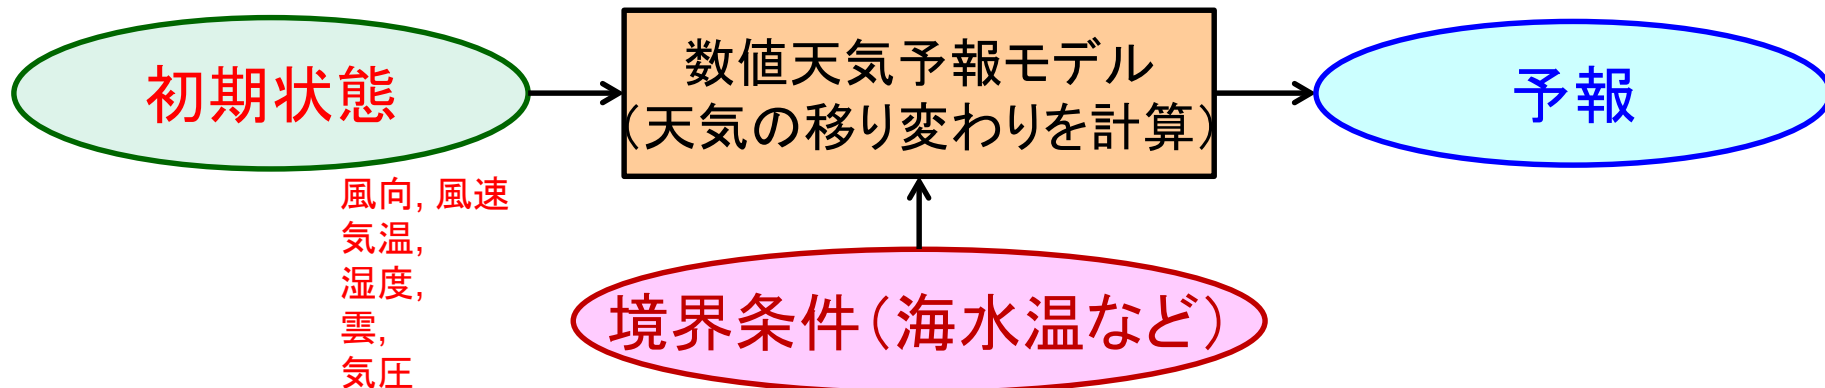 初期状態
数値天気予報モデル
（天気の移り変わりを計算）
予報
風向, 風速
気温,
湿度,
雲,
気圧
境界条件（海水温など）